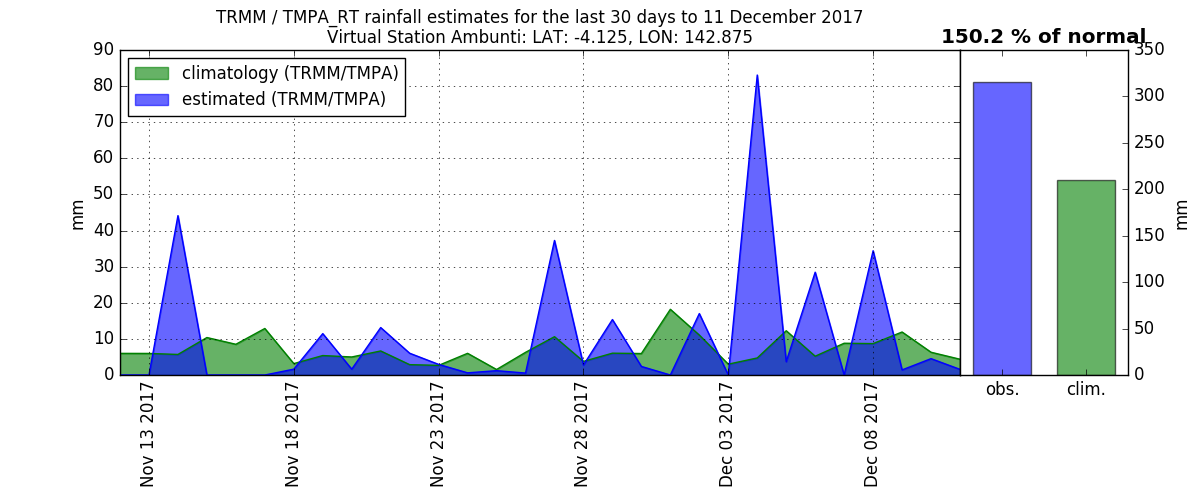 TRMM / TMPA_RT rainfall estimates for the last 30 days to 11 December 2017
Virtual Station Ambunti: LAT: -4.125, LON: 142.875
150.2 % of normal
climatology (TRMM/TMPA)
estimated (TRMM/TMPA)
mm
90
80
70
60
50
40
30
20
10
0
Nov 13 2017
Nov 18 2017
Nov 23 2017
Nov 28 2017
Dec 03 2017
Dec 08 2017
obs.
clim.
350
300
250
200
150
100
50
0
mm